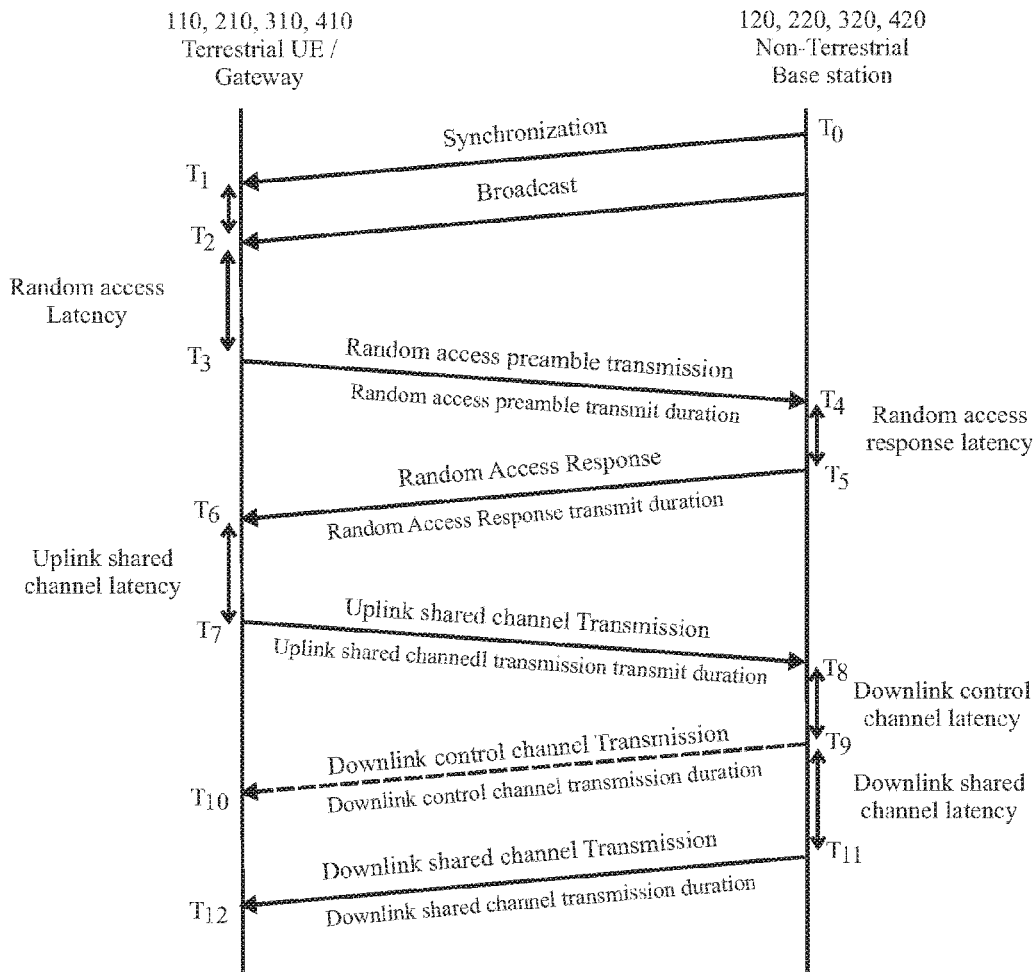 110, 210, 310, 410
Terrestrial UE /
Gateway
120, 220, 320, 420
Non-Terrestrial
Base station
Synchronization
T0
T1
Broadcast
T2
Random access
Latency
T3
Random access preamble transmission
Random access preamble transmit duration
T4
Random access
response latency
Random Access Response
T5
T6
Random Access Response transmit duration
Uplink shared
channel latency
T7
Uplink shared channel Transmission
Uplink shared channedl transmission transmit duration
T8
Downlink control
channel latency
Downlink control channel Transmission
T9
T10
Downlink control channel transmission duration
Downlink shared
channel latency
Downlink shared channel Transmission
T11
T12
Downlink shared channel transmission duration